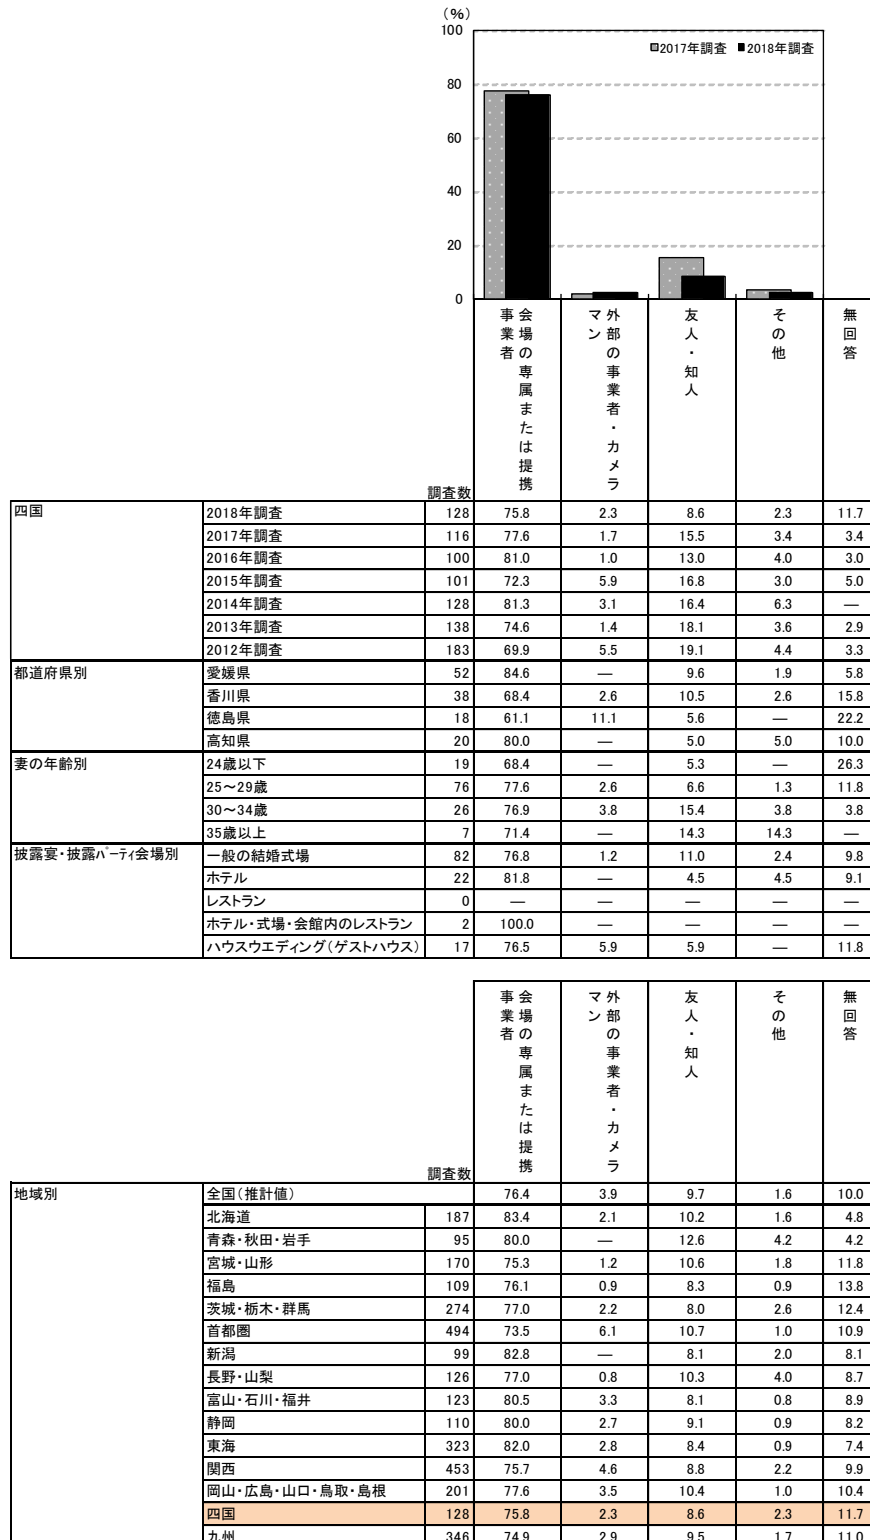 (%)
100
□2017年調査 ■2018年調査
80
60
40
20
0
会場の専属または提携事業者
外部の事業者・カメラマン
友人・知人
その他
無回答
調査数
四国 2018年調査 128 75.8 2.3 8.6 2.3 11.7
2017年調査 116 77.6 1.7 15.5 3.4 3.4
2016年調査 100 81.0 1.0 13.0 4.0 3.0
2015年調査 101 72.3 5.9 16.8 3.0 5.0
2014年調査 128 81.3 3.1 16.4 6.3 ―
2013年調査 138 74.6 1.4 18.1 3.6 2.9
2012年調査 183 69.9 5.5 19.1 4.4 3.3
都道府県別 愛媛県 52 84.6 ― 9.6 1.9 5.8
香川県 38 68.4 2.6 10.5 2.6 15.8
徳島県 18 61.1 11.1 5.6 ― 22.2
高知県 20 80.0 ― 5.0 5.0 10.0
妻の年齢別 24歳以下 19 68.4 ― 5.3 ― 26.3
25~29歳 76 77.6 2.6 6.6 1.3 11.8
30~34歳 26 76.9 3.8 15.4 3.8 3.8
35歳以上 7 71.4 ― 14.3 14.3 ―
披露宴・披露パーティ会場別 一般の結婚式場 82 76.8 1.2 11.0 2.4 9.8
ホテル 22 81.8 ― 4.5 4.5 9.1
レストラン 0 ― ― ― ― ―
ホテル・式場・会館内のレストラン 2 100.0 ― ― ― ―
ハウスウエディング(ゲストハウス) 17 76.5 5.9 5.9 ― 11.8
会場の専属または提携事業者
外部の事業者・カメラマン
友人・知人
その他
無回答
調査数
地域別 全国(推計値) 76.4 3.9 9.7 1.6 10.0
北海道 187 83.4 2.1 10.2 1.6 4.8
青森・秋田・岩手 95 80.0 ― 12.6 4.2 4.2
宮城・山形 170 75.3 1.2 10.6 1.8 11.8
福島 109 76.1 0.9 8.3 0.9 13.8
茨城・栃木・群馬 274 77.0 2.2 8.0 2.6 12.4
首都圏 494 73.5 6.1 10.7 1.0 10.9
新潟 99 82.8 ― 8.1 2.0 8.1
長野・山梨 126 77.0 0.8 10.3 4.0 8.7
富山・石川・福井 123 80.5 3.3 8.1 0.8 8.9
静岡 110 80.0 2.7 9.1 0.9 8.2
東海 323 82.0 2.8 8.4 0.9 7.4
関西 453 75.7 4.6 8.8 2.2 9.9
岡山・広島・山口・鳥取・島根 201 77.6 3.5 10.4 1.0 10.4
四国 128 75.8 2.3 8.6 2.3 11.7
九州 346 74.9 2.9 9.5 1.7 11.0